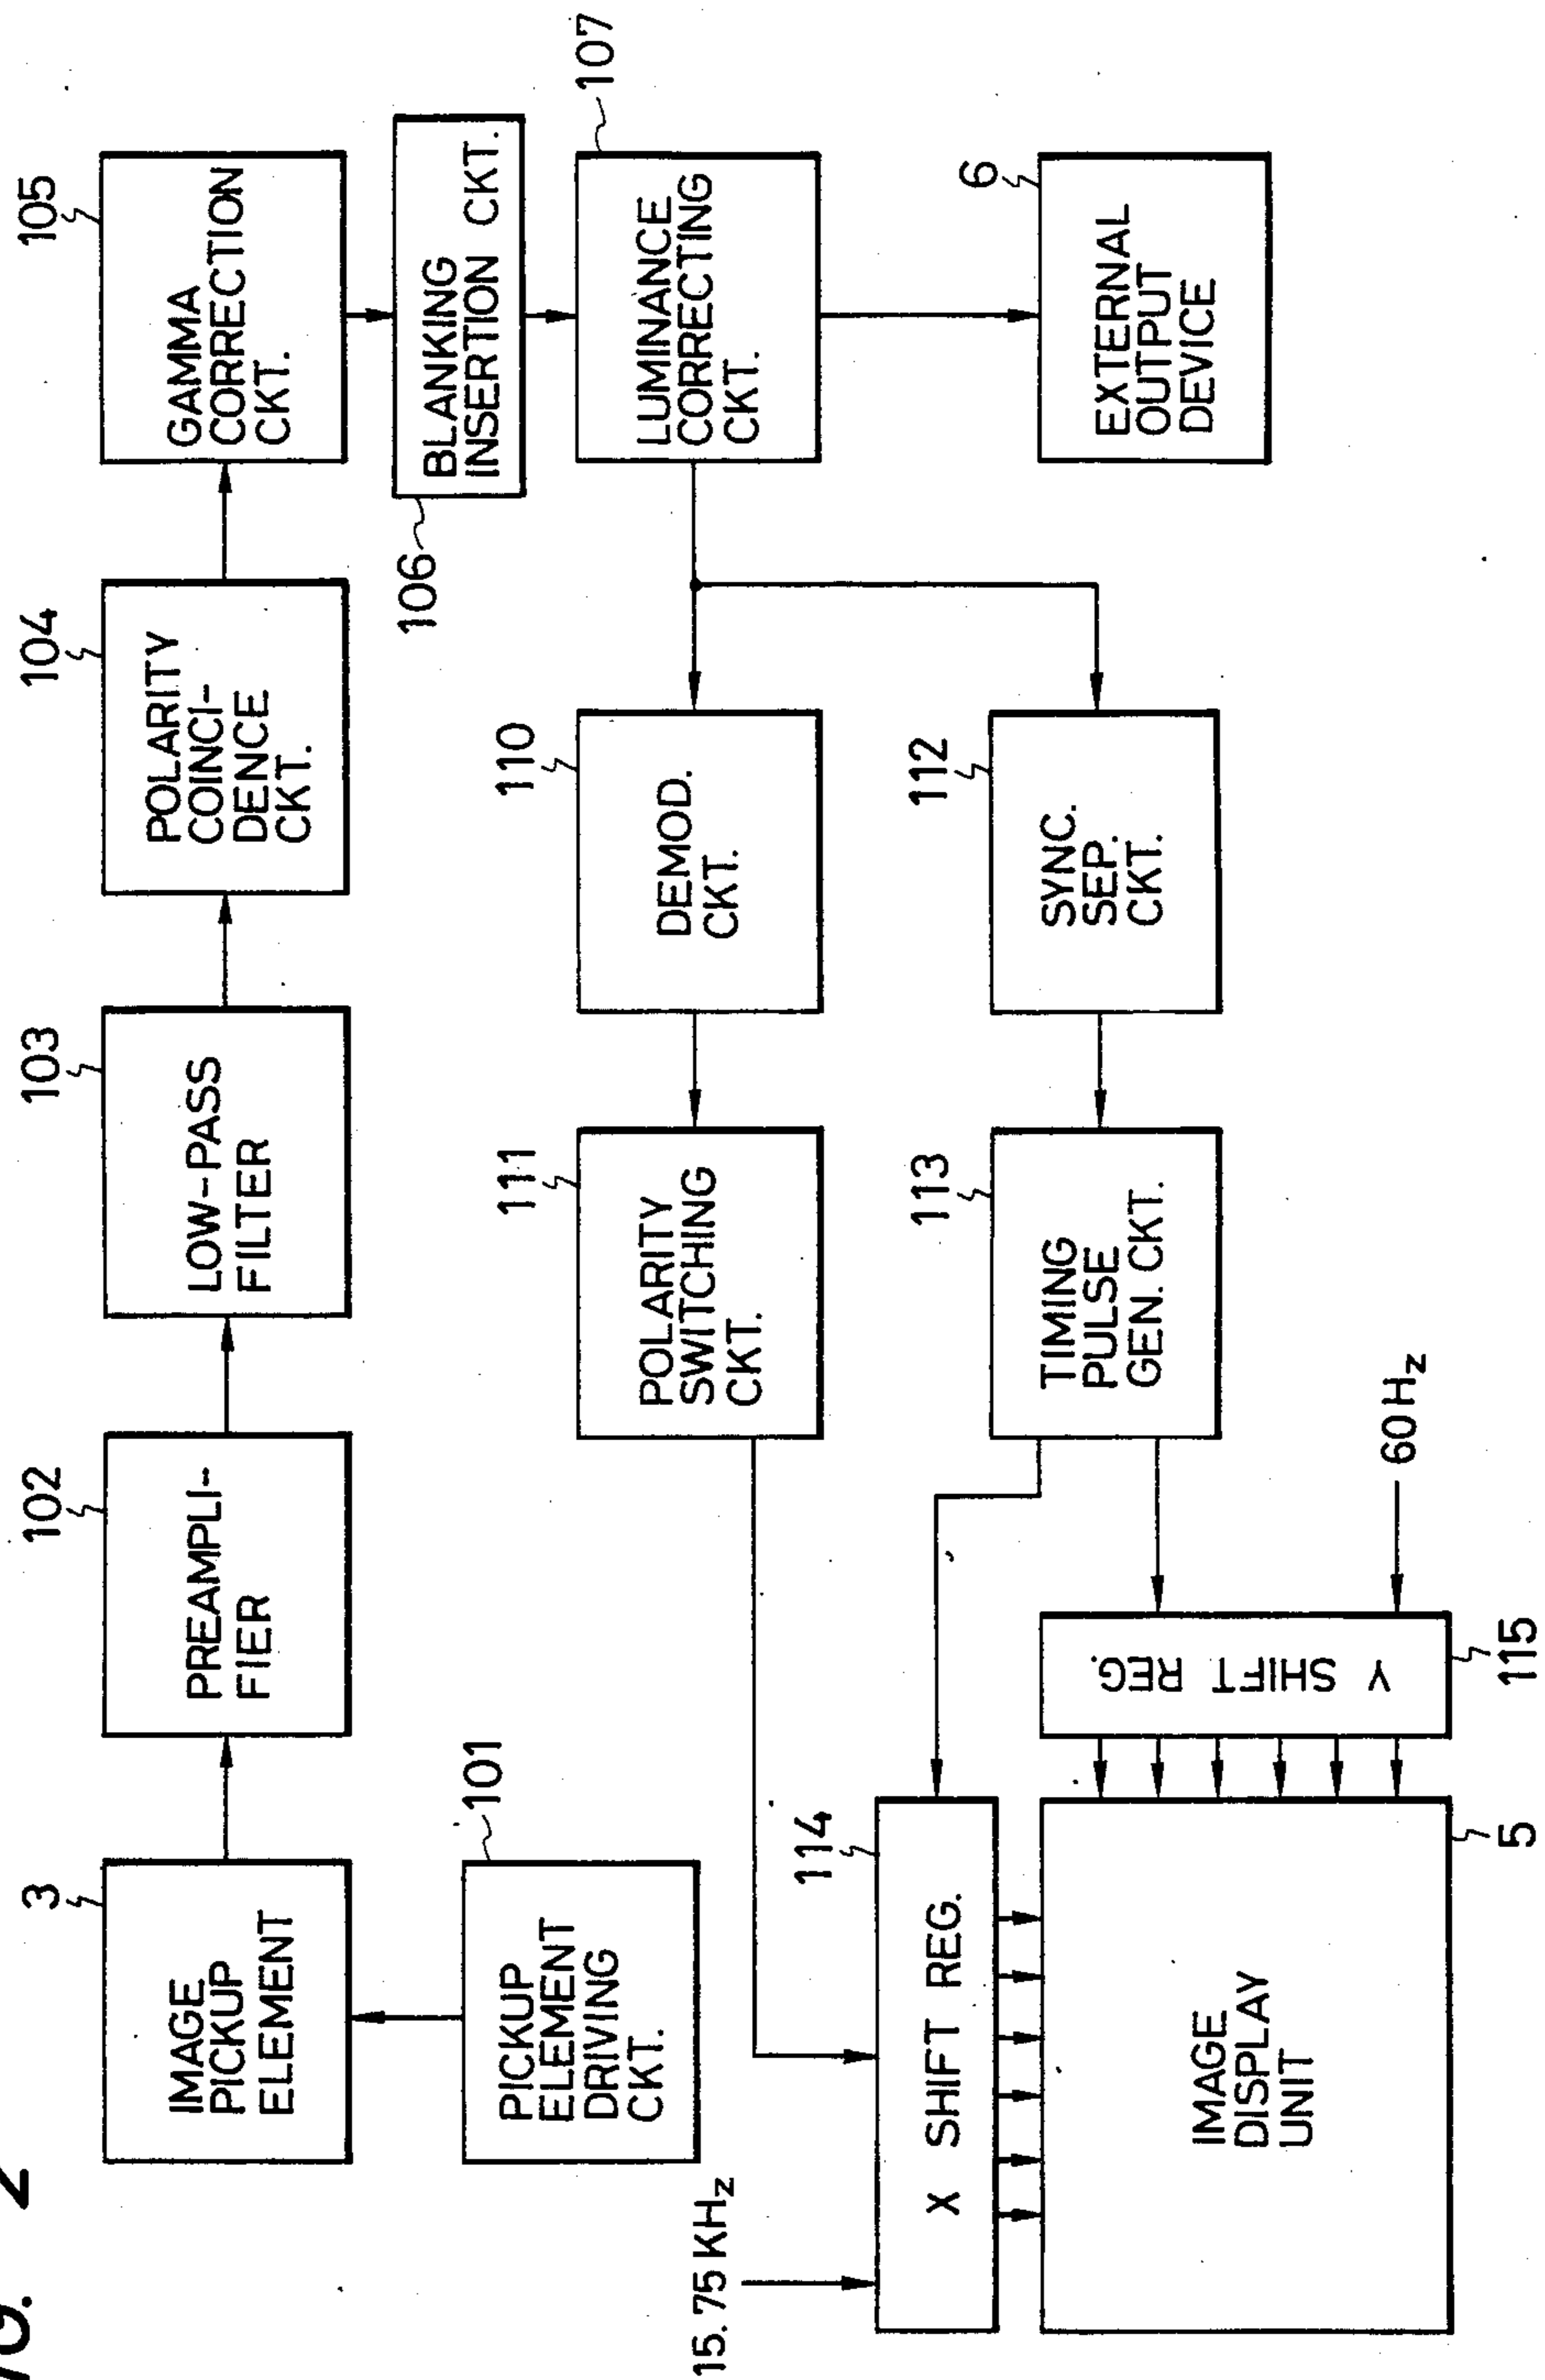 FIG. 2
3
IMAGE
PICKUP
ELEMENT
102
PREAMPLI-
FIER
103
LOW-PASS
FILTER
104
POLARITY
COINCI-
DENCE
CKT.
105
GAMMA
CORRECTION
CKT.
101
PICKUP
ELEMENT
DRIVING
CKT.
106
BLANKING
INSERTION CKT.
107
LUMINANCE
CORRECTING
CKT.
111
POLARITY
SWITCHING
CKT.
110
DEMOD.
CKT.
15.75 KHz
114
X SHIFT REG.
113
TIMING
PULSE
GEN. CKT.
112
SYNC.
SEP.
CKT.
6
EXTERNAL
OUTPUT
DEVICE
IMAGE
DISPLAY
UNIT
5
Y SHIFT REG.
115
60 Hz